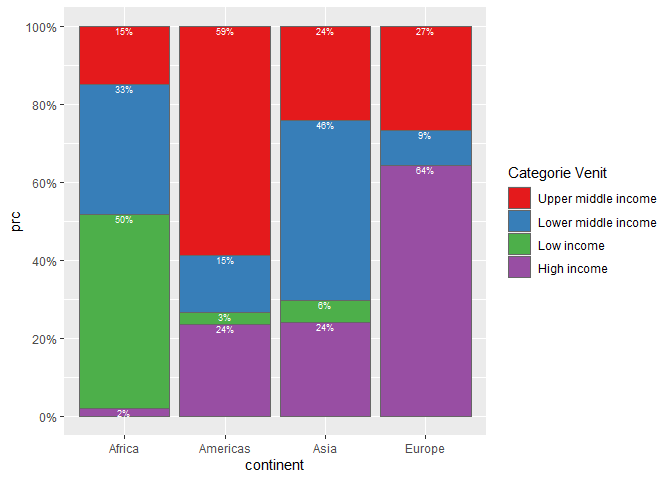 100%
80%
60%
40%
20%
0%
prc
15%
33%
50%
2%
59%
15%
3%
24%
24%
46%
6%
24%
27%
9%
64%
Africa
Americas
Asia
Europe
continent
Categorie Venit
Upper middle income
Lower middle income
Low income
High income